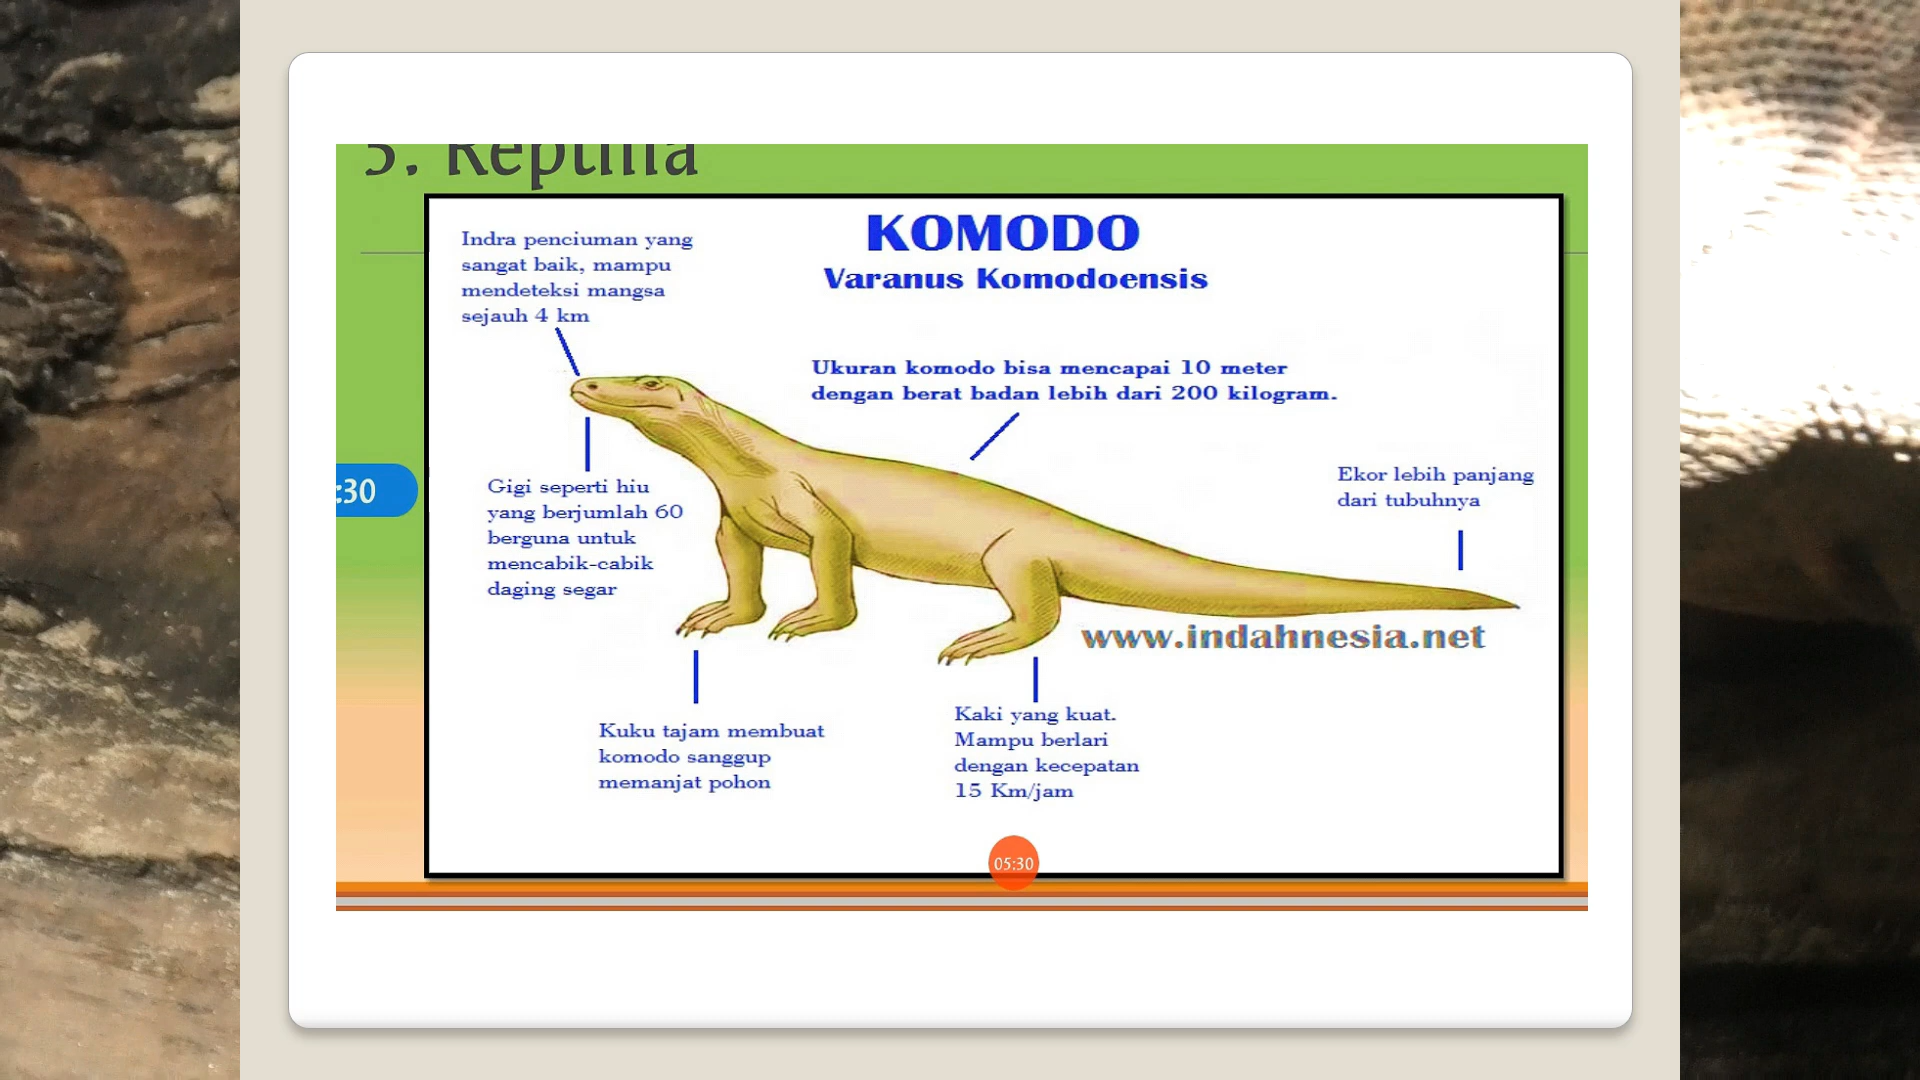 3. Reptilia
KOMODO
Varanus Komodoensis
Indra penciuman yang
sangat baik, mampu
mendeteksi mangsa
sejauh 4 km
Ukuran komodo bisa mencapai 10 meter
dengan berat badan lebih dari 200 kilogram.
Ekor lebih panjang
dari tubuhnya
:30
Gigi seperti hiu
yang berjumlah 60
berguna untuk
mencabik-cabik
daging segar
www.indahnesia.net
Kuku tajam membuat
komodo sanggup
memanjat pohon
Kaki yang kuat.
Mampu berlari
dengan kecepatan
15 Km/jam
05:30